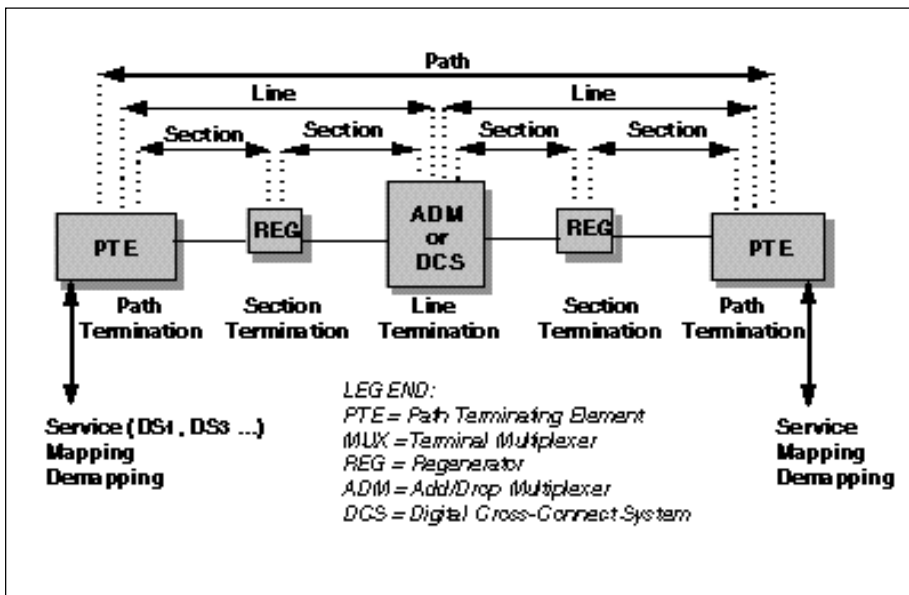 Path
Line Line
Section Section Section Section
PTE REG ADM or DCS REG PTE
Path Termination Section Termination Line Termination Section Termination Path Termination
Service (DS1, DS3 ...)
Mapping
Demapping
LEGEND:
PTE = Path Terminating Element
MUX = Terminal Multiplexer
REG = Regenerator
ADM = Add/Drop Multiplexer
DCS = Digital Cross-Connect System
Service
Mapping
Demapping